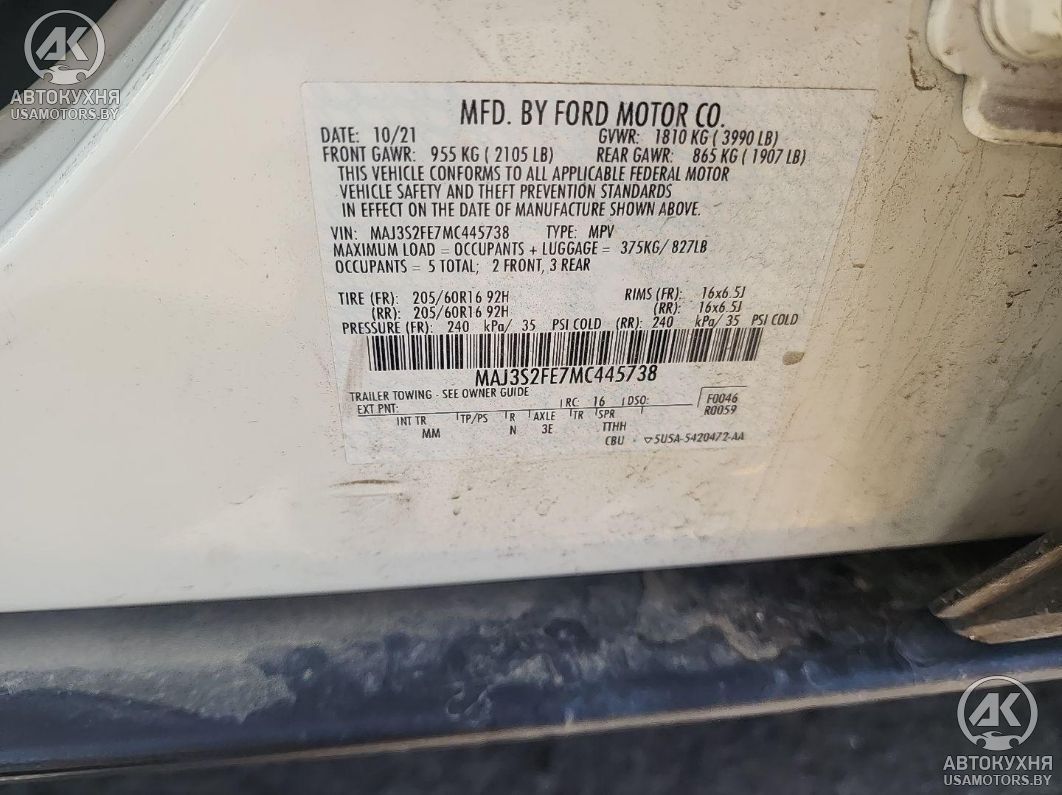 AK
АВТОКУХНЯ
USAMOTORS.BY
MFD. BY FORD MOTOR CO.
DATE: 10/21 GVWR: 1810 KG ( 3990 LB)
FRONT GAWR: 955 KG ( 2105 LB) REAR GAWR: 865 KG ( 1907 LB)
THIS VEHICLE CONFORMS TO ALL APPLICABLE FEDERAL MOTOR
VEHICLE SAFETY AND THEFT PREVENTION STANDARDS
IN EFFECT ON THE DATE OF MANUFACTURE SHOWN ABOVE.
VIN: MAJ3S2FE7MC445738 TYPE: MPV
MAXIMUM LOAD = OCCUPANTS + LUGGAGE = 375KG/ 827LB
OCCUPANTS = 5 TOTAL; 2 FRONT, 3 REAR
TIRE (FR): 205/60R16 92H RIMS (FR): 16x6.5J
(RR): 205/60R16 92H (RR): 16x6.5J
PRESSURE (FR): 240 kPa/ 35 PSI COLD (RR): 240 kPa/ 35 PSI COLD
MAJ3S2FE7MC445738
TRAILER TOWING - SEE OWNER GUIDE
EXT PNT: RC: 16 DSO: F0046
R0059
INT TR TP/PS R AXLE TR SPR
MM N 3E TTHH
CBU SU5A-5420472-AA
AK
АВТОКУХНЯ
USAMOTORS.BY